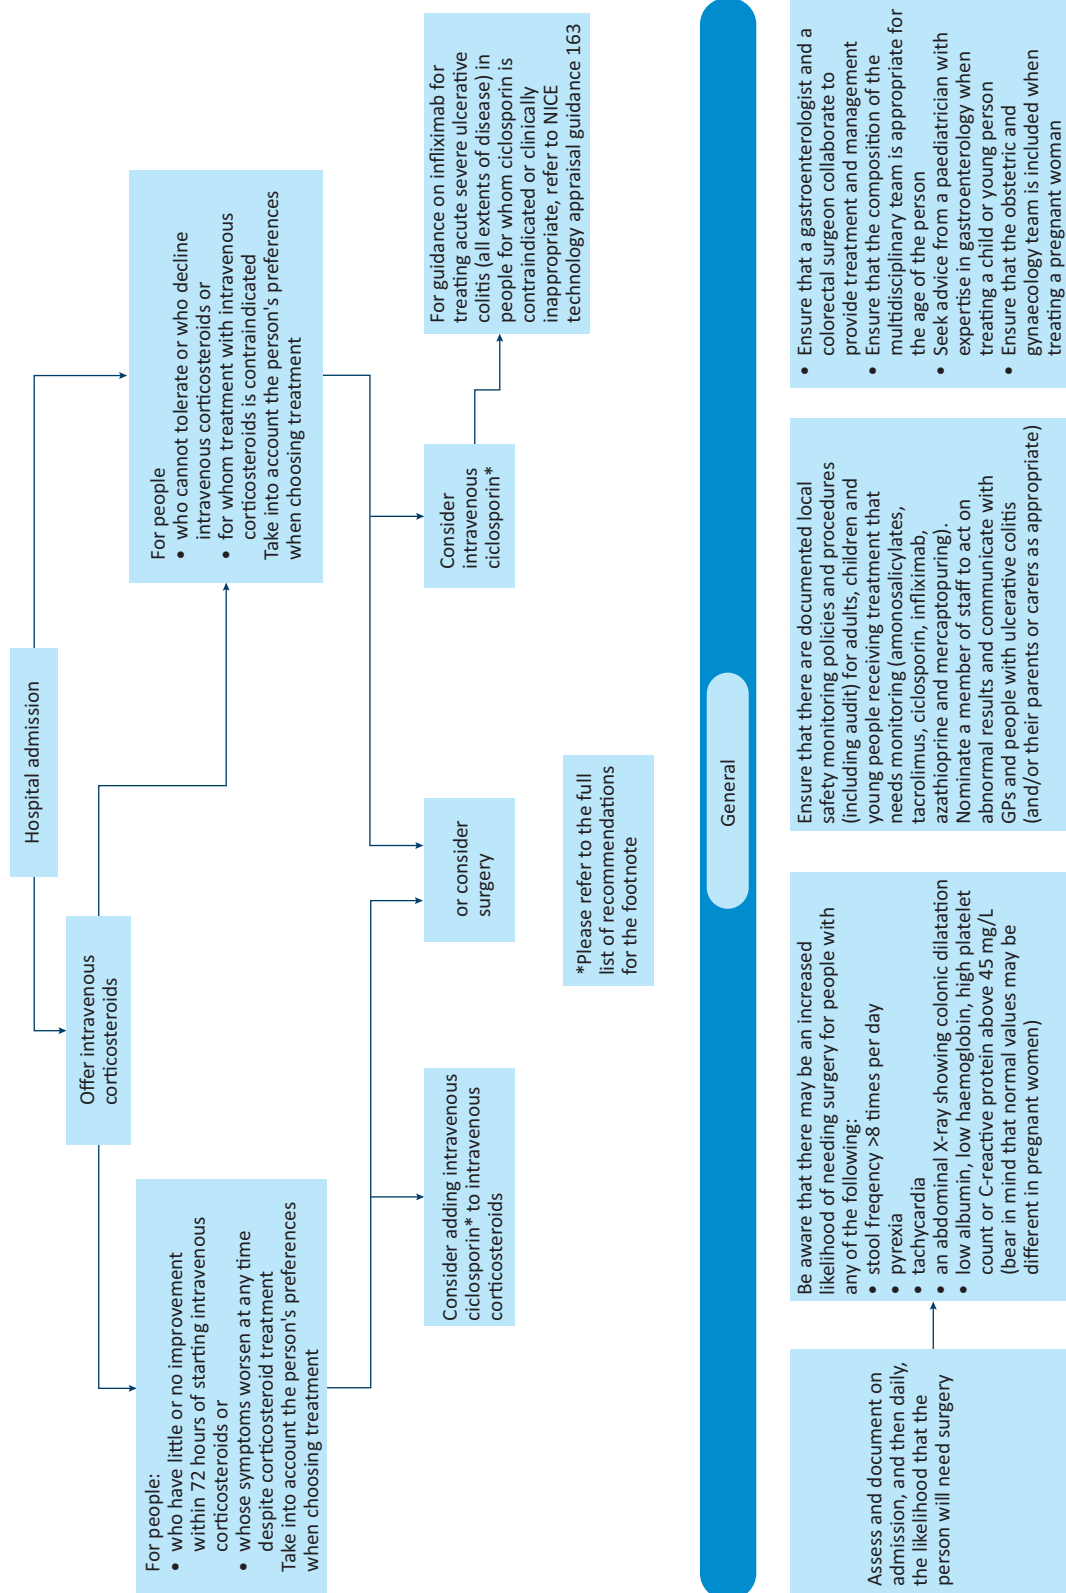 Hospital admission
Offer intravenous
corticosteroids
For people:
• who have little or no improvement
within 72 hours of starting intravenous
corticosteroids or
• whose symptoms worsen at any time
despite corticosteroid treatment
Take into account the person's preferences
when choosing treatment
For people
• who cannot tolerate or who decline
intravenous corticosteroids or
• for whom treatment with intravenous
corticosteroids is contraindicated
Take into account the person's preferences
when choosing treatment
Consider adding intravenous
ciclosporin* to intravenous
corticosteroids
or consider
surgery
Consider
intravenous
ciclosporin*
For guidance on infliximab for
treating acute severe ulcerative
colitis (all extents of disease) in
people for whom ciclosporin is
contraindicated or clinically
inappropriate, refer to NICE
technology appraisal guidance 163
*Please refer to the full
list of recommendations
for the footnote
General
Assess and document on
admission, and then daily,
the likelihood that the
person will need surgery
Be aware that there may be an increased
likelihood of needing surgery for people with
any of the following:
• stool freqency >8 times per day
• pyrexia
• tachycardia
• an abdominal X-ray showing colonic dilatation
• low albumin, low haemoglobin, high platelet
count or C-reactive protein above 45 mg/L
(bear in mind that normal values may be
different in pregnant women)
Ensure that there are documented local
safety monitoring policies and procedures
(including audit) for adults, children and
young people receiving treatment that
needs monitoring (amonosalicylates,
tacrolimus, ciclosporin, infliximab,
azathioprine and mercaptopuring).
Nominate a member of staff to act on
abnormal results and communicate with
GPs and people with ulcerative colitis
(and/or their parents or carers as appropriate)
• Ensure that a gastroenterologist and a
colorectal surgeon collaborate to
provide treatment and management
• Ensure that the composition of the
multidisciplinary team is appropriate for
the age of the person
• Seek advice from a paediatrician with
expertise in gastroenterology when
treating a child or young person
• Ensure that the obstetric and
gynaecology team is included when
treating a pregnant woman